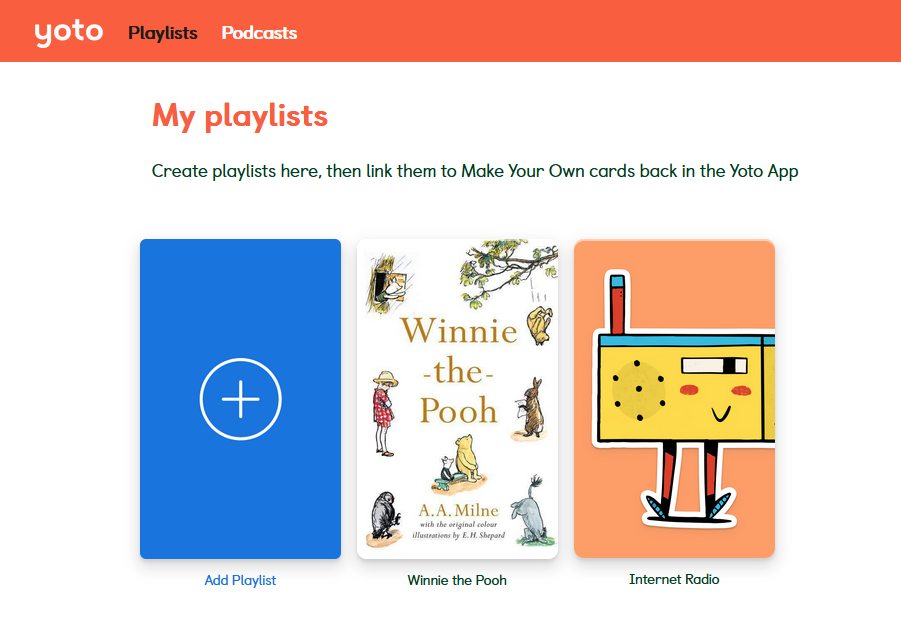 yoto Playlists Podcasts
My playlists
Create playlists here, then link them to Make Your Own cards back in the Yoto App
Winnie
-the-
Pooh
A.A. Milne
with the original colour
illustrations by E.H. Shepard
Add Playlist
Winnie the Pooh
Internet Radio